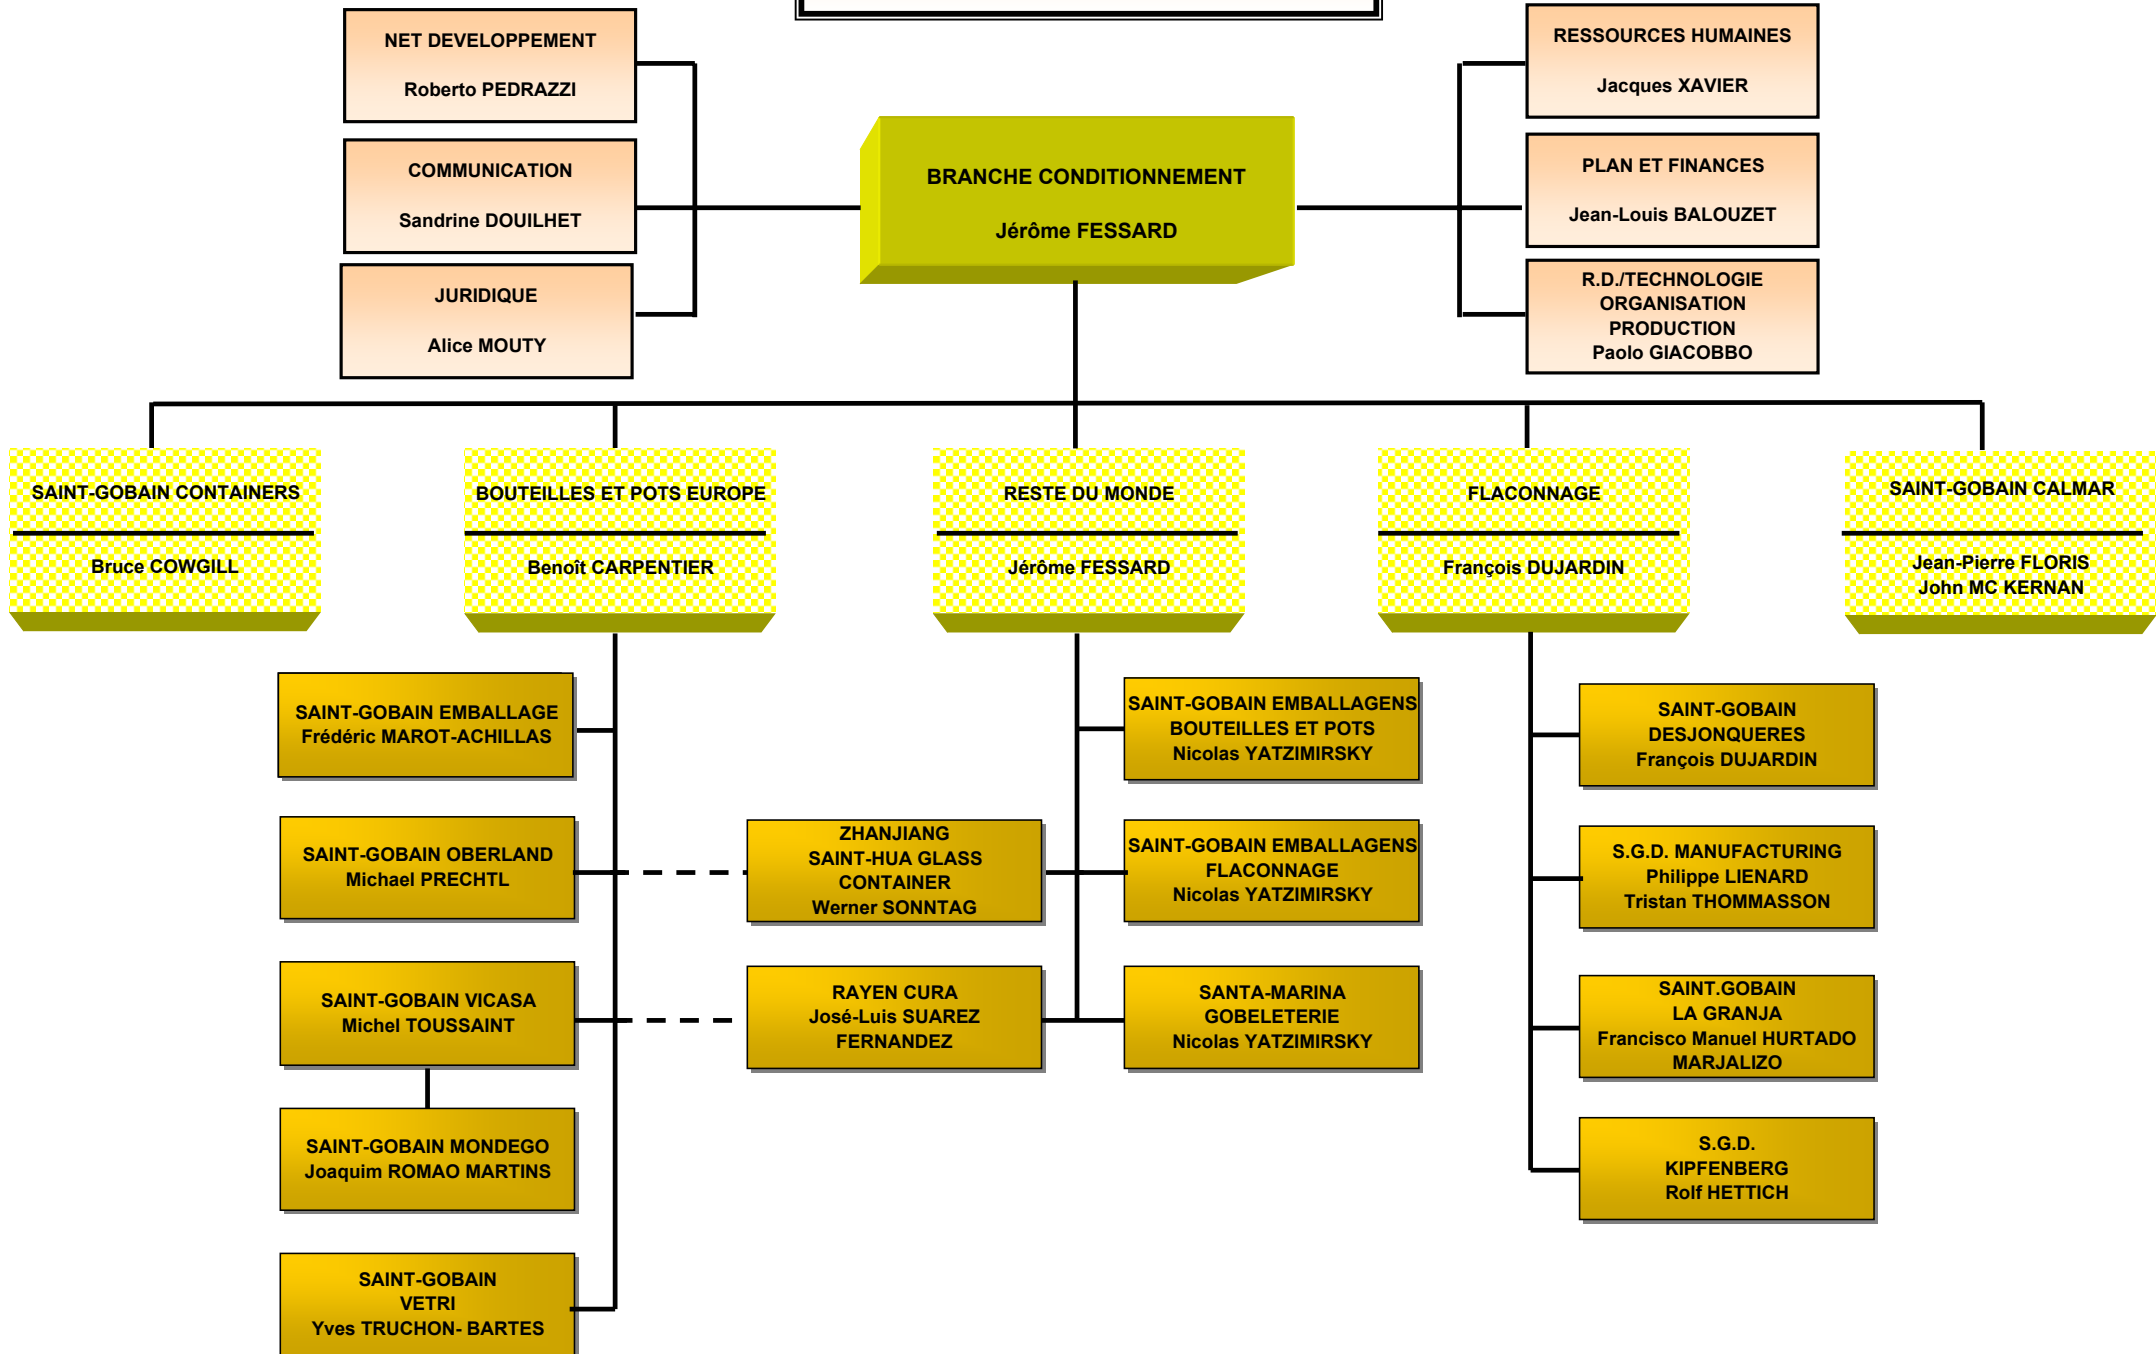 NET DEVELOPPEMENT
Roberto PEDRAZZI
COMMUNICATION
Sandrine DOUILHET
JURIDIQUE
Alice MOUTY
BRANCHE CONDITIONNEMENT
Jérôme FESSARD
RESSOURCES HUMAINES
Jacques XAVIER
PLAN ET FINANCES
Jean-Louis BALOUZET
R.D./TECHNOLOGIE
ORGANISATION
PRODUCTION
Paolo GIACOBBO
SAINT-GOBAIN CONTAINERS
Bruce COWGILL
BOUTEILLES ET POTS EUROPE
Benoît CARPENTIER
RESTE DU MONDE
Jérôme FESSARD
FLACONNAGE
François DUJARDIN
SAINT-GOBAIN CALMAR
Jean-Pierre FLORIS
John MC KERNAN
SAINT-GOBAIN EMBALLAGE
Frédéric MAROT-ACHILLAS
SAINT-GOBAIN OBERLAND
Michael PRECHTL
SAINT-GOBAIN VICASA
Michel TOUSSAINT
SAINT-GOBAIN MONDEGO
Joaquim ROMAO MARTINS
SAINT-GOBAIN
VETRI
Yves TRUCHON- BARTES
ZHANJIANG
SAINT-HUA GLASS
CONTAINER
Werner SONNTAG
RAYEN CURA
José-Luis SUAREZ
FERNANDEZ
SAINT-GOBAIN EMBALLAGENS
BOUTEILLES ET POTS
Nicolas YATZIMIRSKY
SAINT-GOBAIN EMBALLAGENS
FLACONNAGE
Nicolas YATZIMIRSKY
SANTA-MARINA
GOBELETERIE
Nicolas YATZIMIRSKY
SAINT-GOBAIN
DESJONQUERES
François DUJARDIN
S.G.D. MANUFACTURING
Philippe LIENARD
Tristan THOMMASSON
SAINT.GOBAIN
LA GRANJA
Francisco Manuel HURTADO
MARJALIZO
S.G.D.
KIPFENBERG
Rolf HETTICH